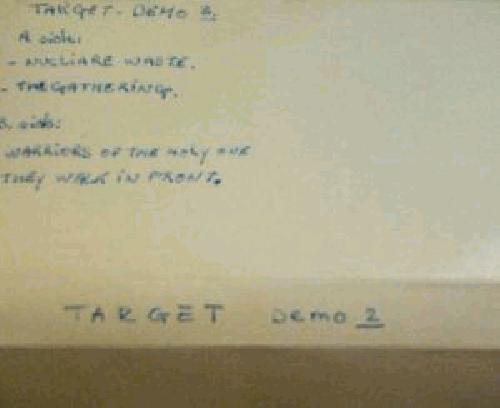 TARGET - DEMO 2.
A side:
- NUCLIARE WASTE.
- THE GATHERING.
B. side:
WARRIORS OF THE HOLY ONE
THEY WALK IN FRONT.
TARGET Demo 2